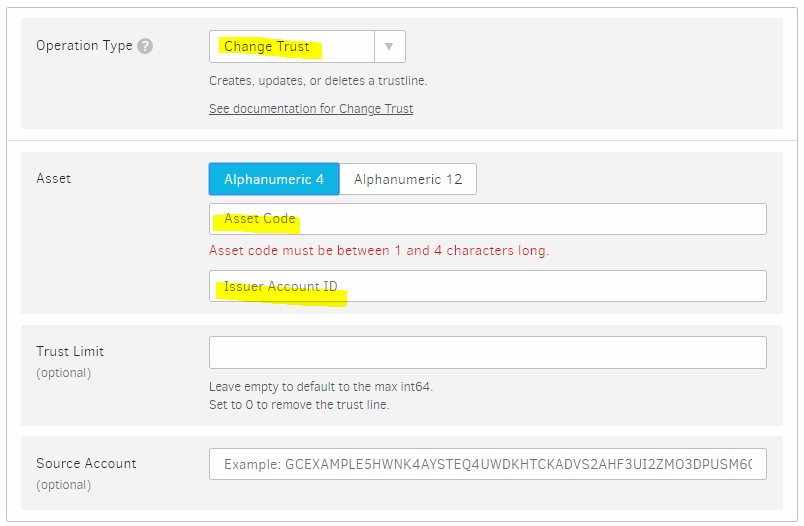 Operation Type ?
Change Trust
Creates, updates, or deletes a trustline.
See documentation for Change Trust
Asset
Alphanumeric 4
Alphanumeric 12
Asset Code
Asset code must be between 1 and 4 characters long.
Issuer Account ID
Trust Limit
(optional)
Leave empty to default to the max int64.
Set to 0 to remove the trust line.
Source Account
(optional)
Example: GCEXAMPLE5HWNK4AYSTEQ4UWDKHTCKADVS2AHF3UI2ZMO3DPUSM6Q